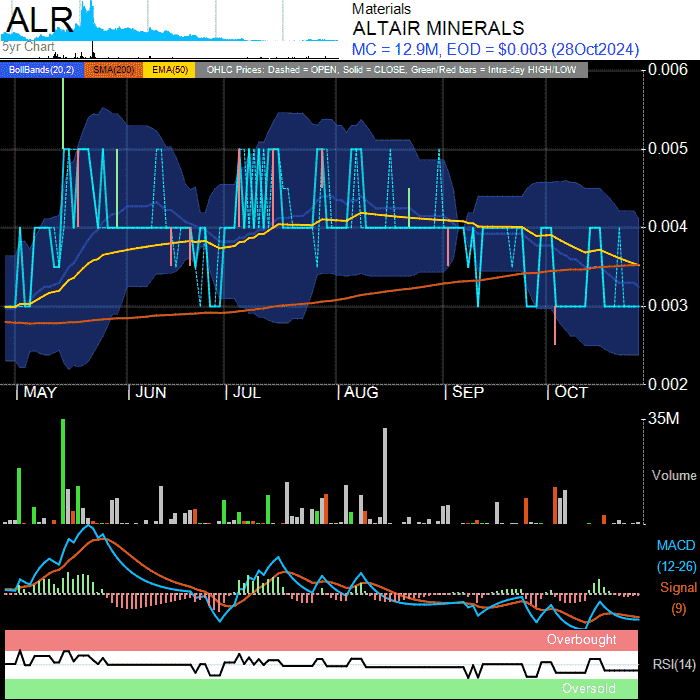 ALR
5yr Chart
Materials
ALTAIR MINERALS
MC = 12.9M, EOD = $0.003 (28Oct2024)
BollBands(20,2) SMA(200) EMA(50) OHLC Prices: Dashed = OPEN, Solid = CLOSE, Green/Red bars = Intra-day HIGH/LOW
0.006
0.005
0.004
0.003
0.002
MAY JUN JUL AUG SEP OCT
35M
Volume
MACD
(12-26)
Signal
(9)
Overbought
RSI(14)
Oversold